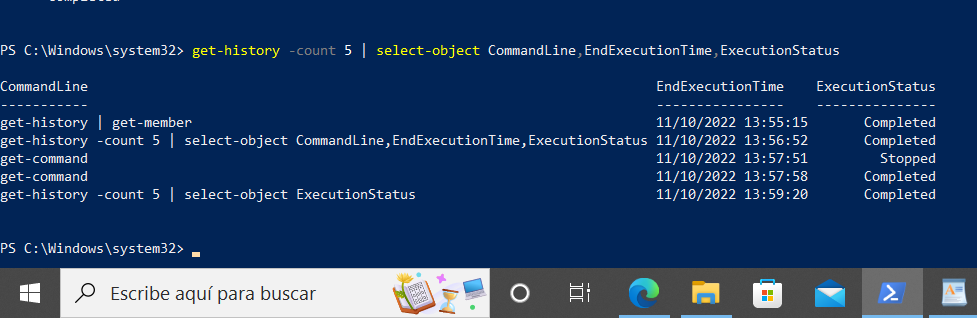 Completed
PS C:\Windows\system32> get-history -count 5 | select-object CommandLine,EndExecutionTime,ExecutionStatus
CommandLine EndExecutionTime ExecutionStatus
----------- ---------------- ---------------
get-history | get-member 11/10/2022 13:55:15 Completed
get-history -count 5 | select-object CommandLine,EndExecutionTime,ExecutionStatus 11/10/2022 13:56:52 Completed
get-command 11/10/2022 13:57:51 Stopped
get-command 11/10/2022 13:57:58 Completed
get-history -count 5 | select-object ExecutionStatus 11/10/2022 13:59:20 Completed
PS C:\Windows\system32>
Escribe aquí para buscar